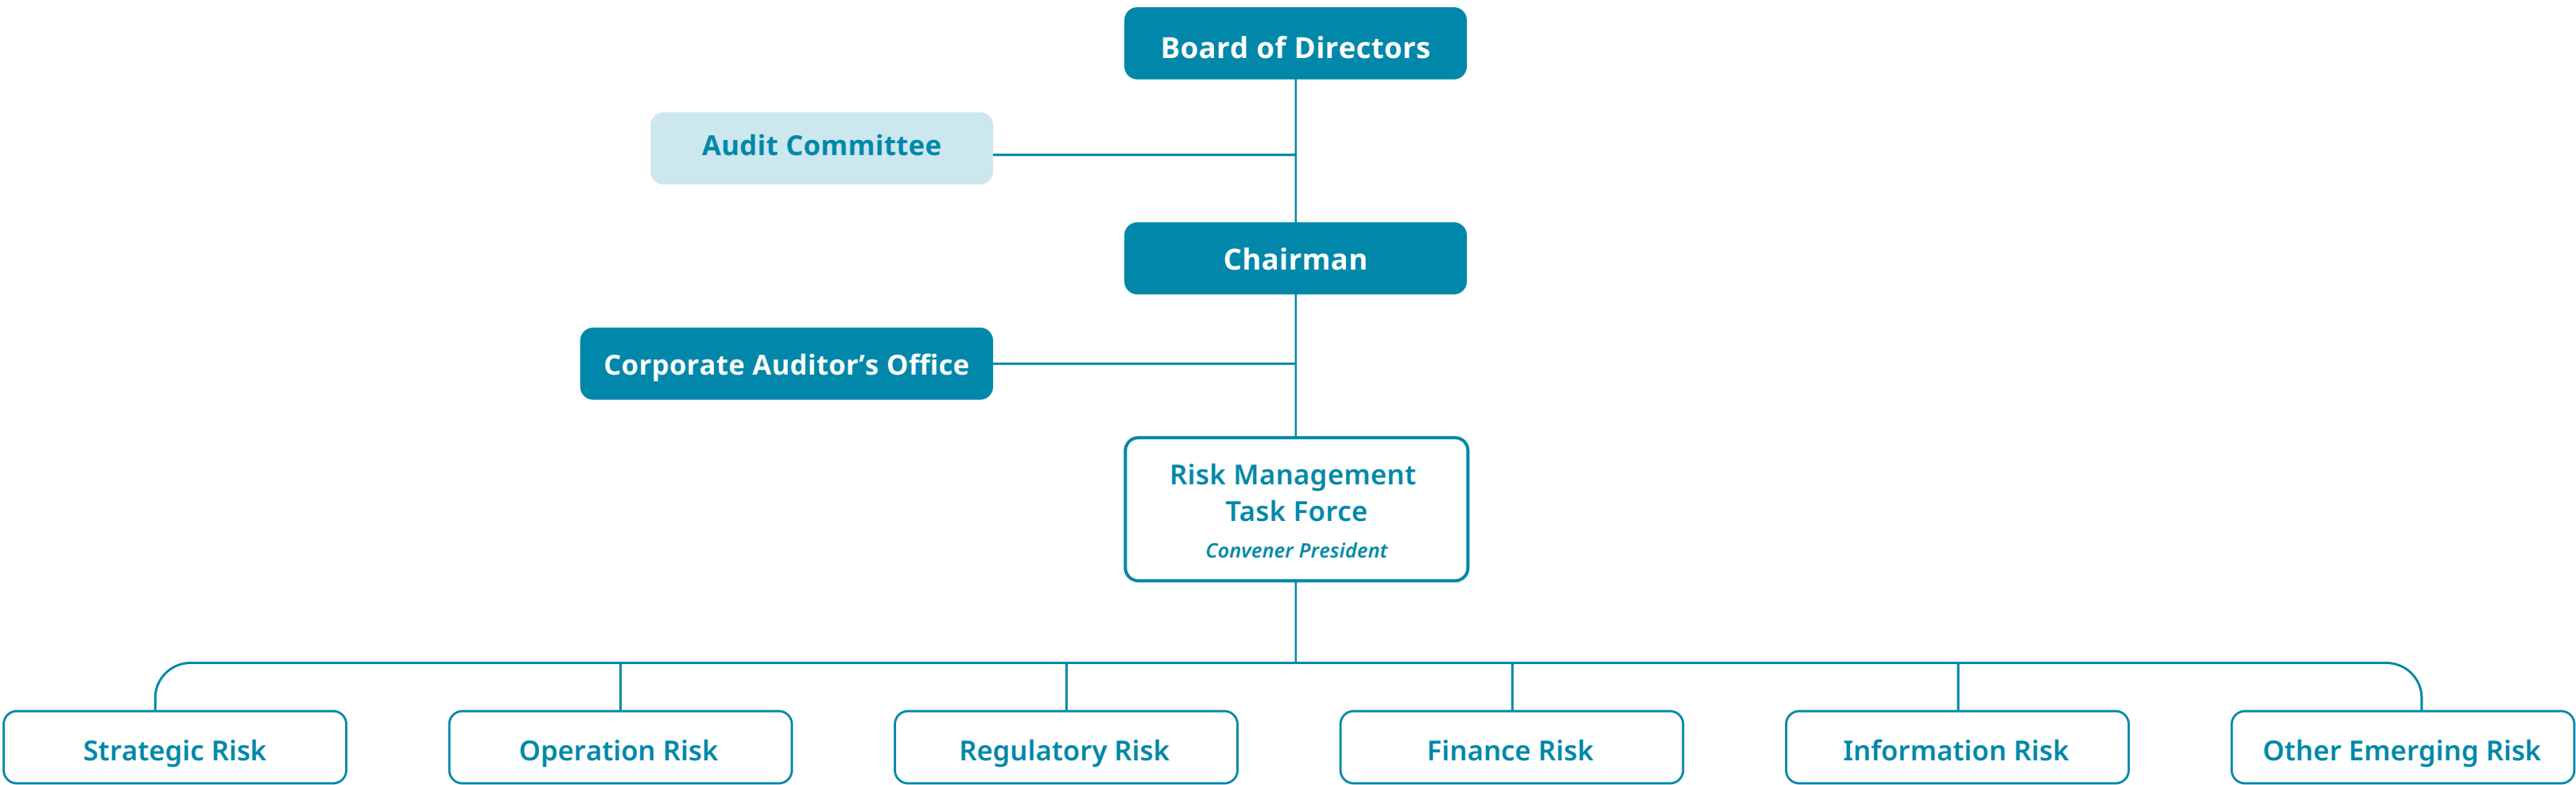 Board of Directors
Audit Committee
Chairman
Corporate Auditor’s Office
Risk Management
Task Force
Convener President
Strategic Risk
Operation Risk
Regulatory Risk
Finance Risk
Information Risk
Other Emerging Risk